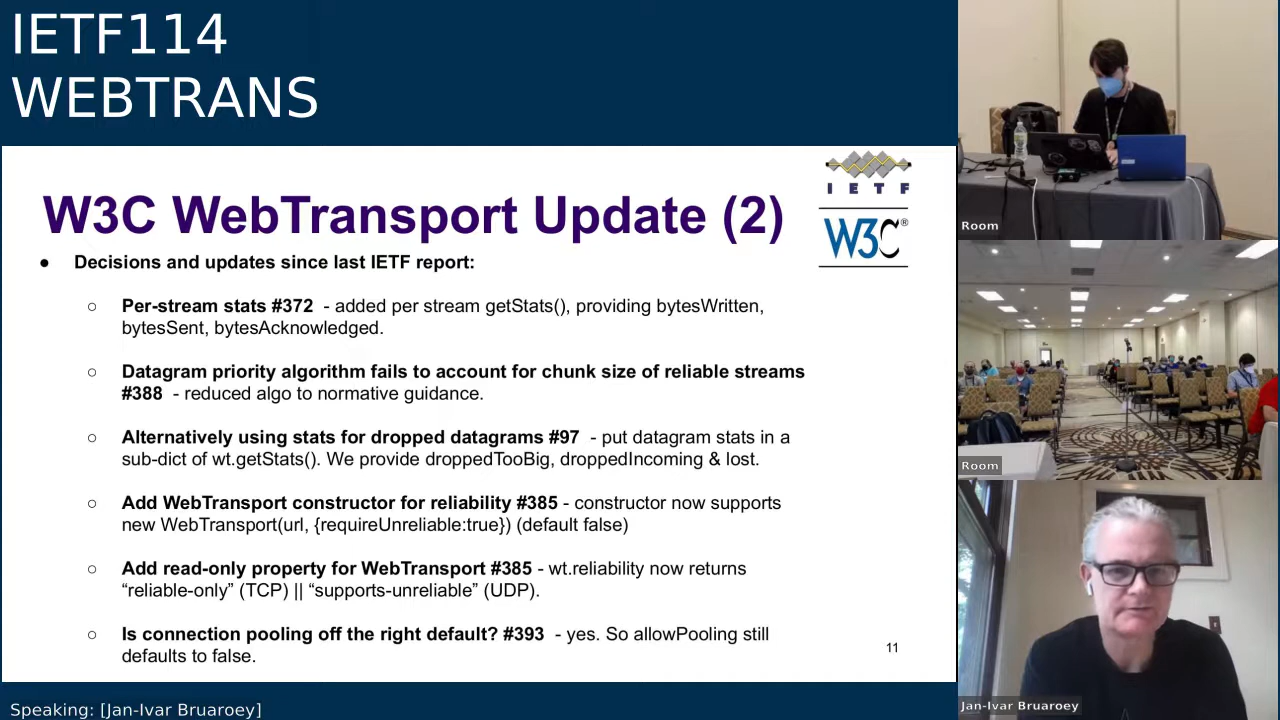 IETF114
WEBTRANS
W3C WebTransport Update (2)
I E T F
W3C®
● Decisions and updates since last IETF report:
○ Per-stream stats #372 - added per stream getStats(), providing bytesWritten,
bytesSent, bytesAcknowledged.
○ Datagram priority algorithm fails to account for chunk size of reliable streams
#388 - reduced algo to normative guidance.
○ Alternatively using stats for dropped datagrams #97 - put datagram stats in a
sub-dict of wt.getStats(). We provide droppedTooBig, droppedIncoming & lost.
○ Add WebTransport constructor for reliability #385 - constructor now supports
new WebTransport(url, {requireUnreliable:true}) (default false)
○ Add read-only property for WebTransport #385 - wt.reliability now returns
“reliable-only” (TCP) || “supports-unreliable” (UDP).
○ Is connection pooling off the right default? #393 - yes. So allowPooling still
defaults to false.
11
Speaking: [Jan-Ivar Bruaroey]
Room
Room
Jan-Ivar Bruaroey